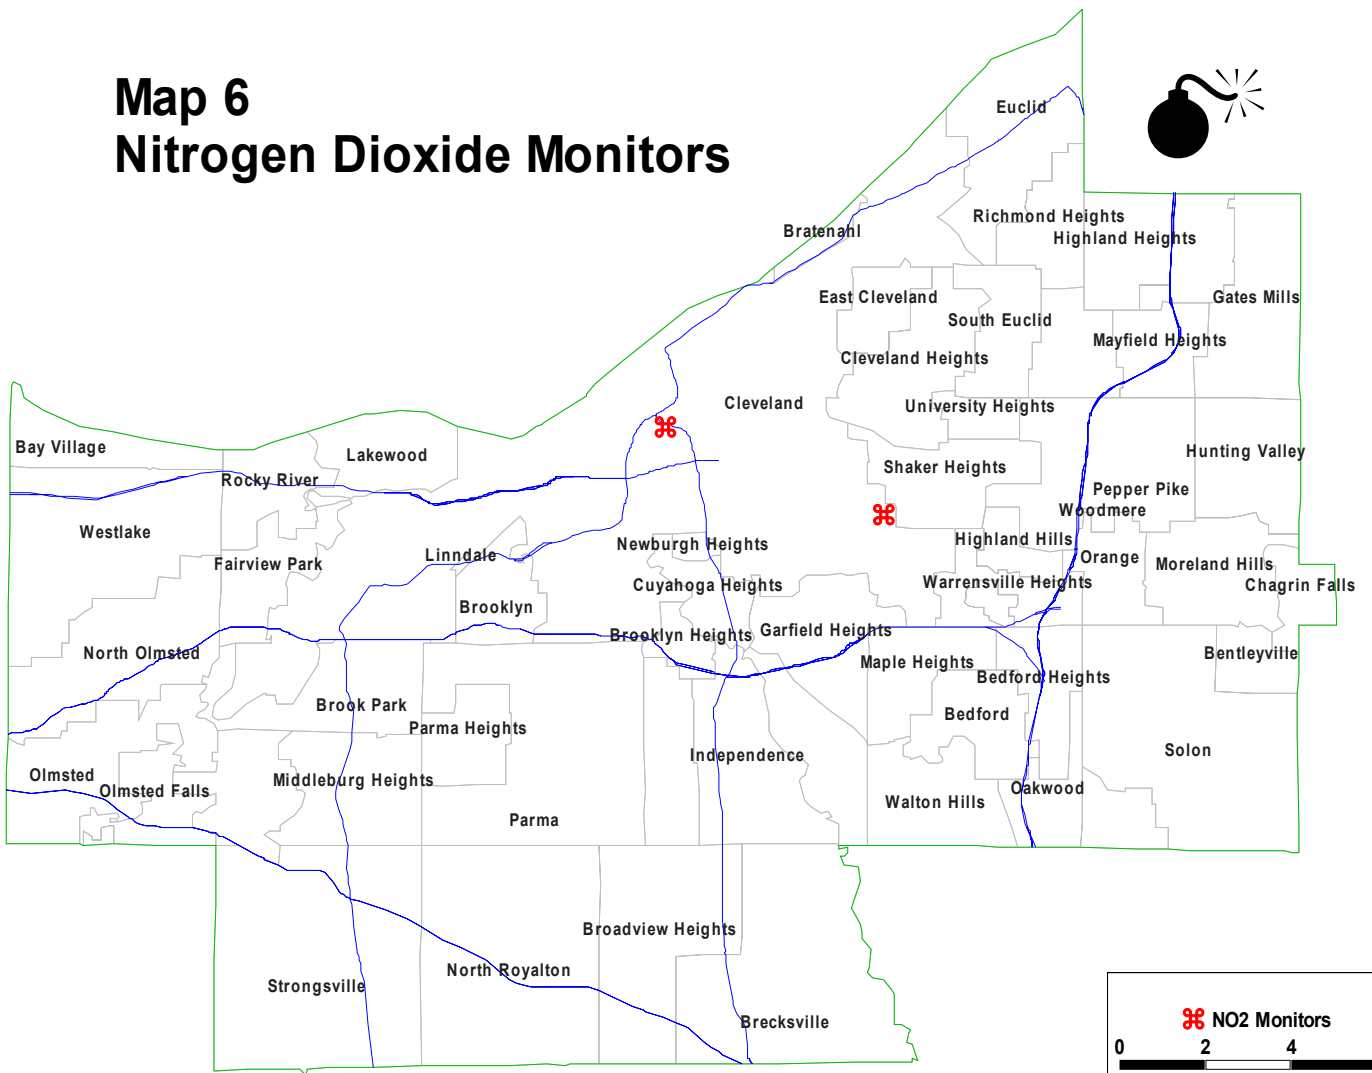 Map 6
Nitrogen Dioxide Monitors
Euclid
Richmond Heights
Bratenahl
Highland Heights
East Cleveland
Gates Mills
South Euclid
Mayfield Heights
Cleveland Heights
Cleveland
University Heights
Bay Village
Lakewood
Hunting Valley
Shaker Heights
Rocky River
Pepper Pike
Woodmere
Westlake
Highland Hills
Newburgh Heights
Linndale
Orange
Fairview Park
Moreland Hills
Warrensville Heights
Cuyahoga Heights
Chagrin Falls
Brooklyn
Garfield Heights
Brooklyn Heights
North Olmsted
Bentleyville
Maple Heights
Bedford Heights
Brook Park
Bedford
Parma Heights
Solon
Independence
Olmsted
Middleburg Heights
Oakwood
Olmsted Falls
Walton Hills
Parma
Broadview Heights
North Royalton
Strongsville
Brecksville
NO2 Monitors
0 2 4